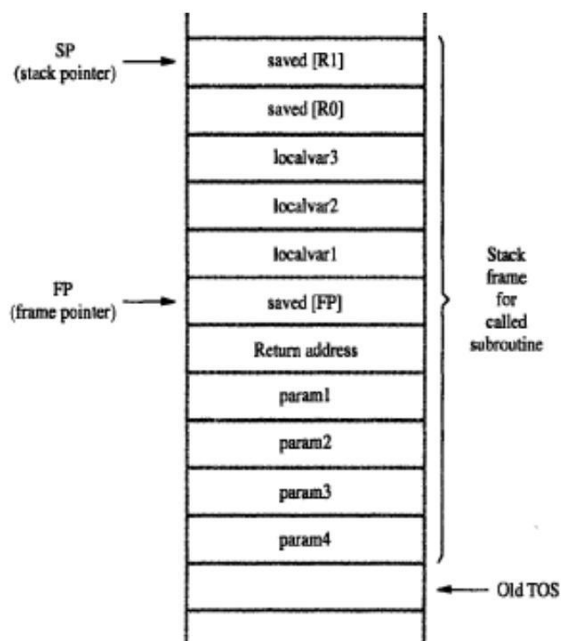 SP
(stack pointer)
saved [R1]
saved [R0]
localvar3
localvar2
localvar1
FP
(frame pointer)
saved [FP]
Return address
param1
param2
param3
param4
Stack
frame
for
called
subroutine
Old TOS